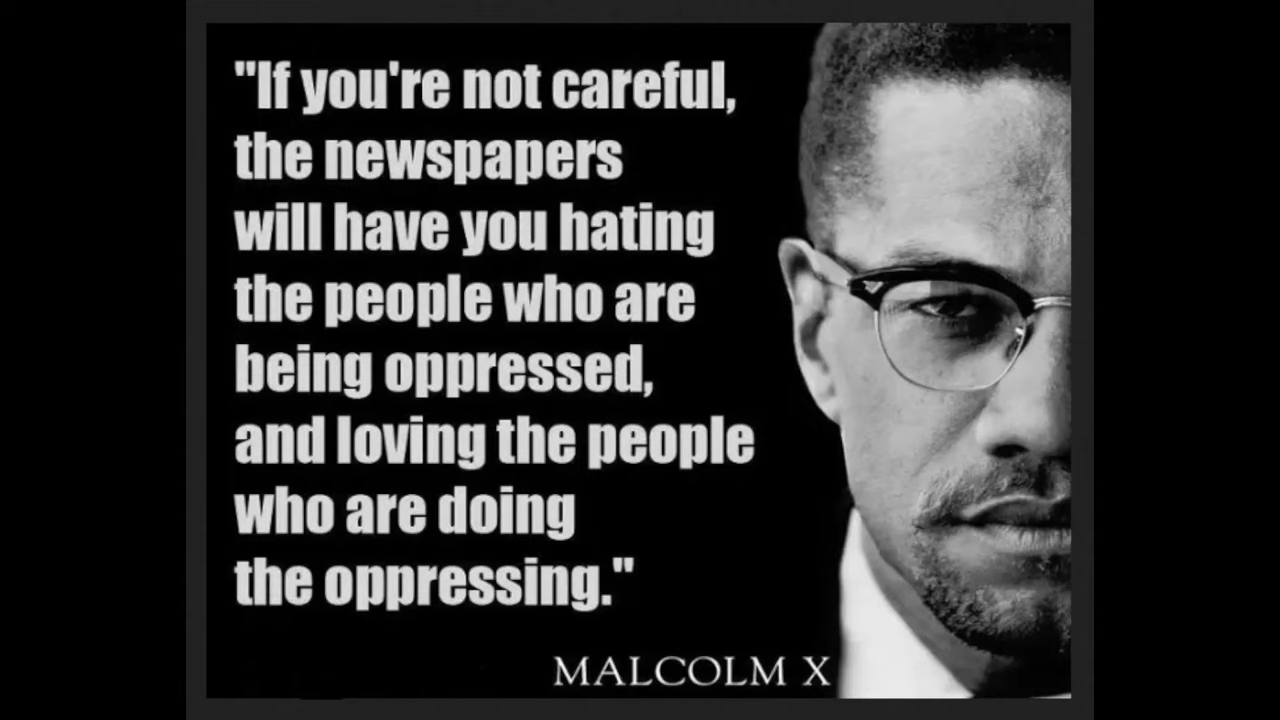 "If you're not careful,
the newspapers
will have you hating
the people who are
being oppressed,
and loving the people
who are doing
the oppressing."
MALCOLM X